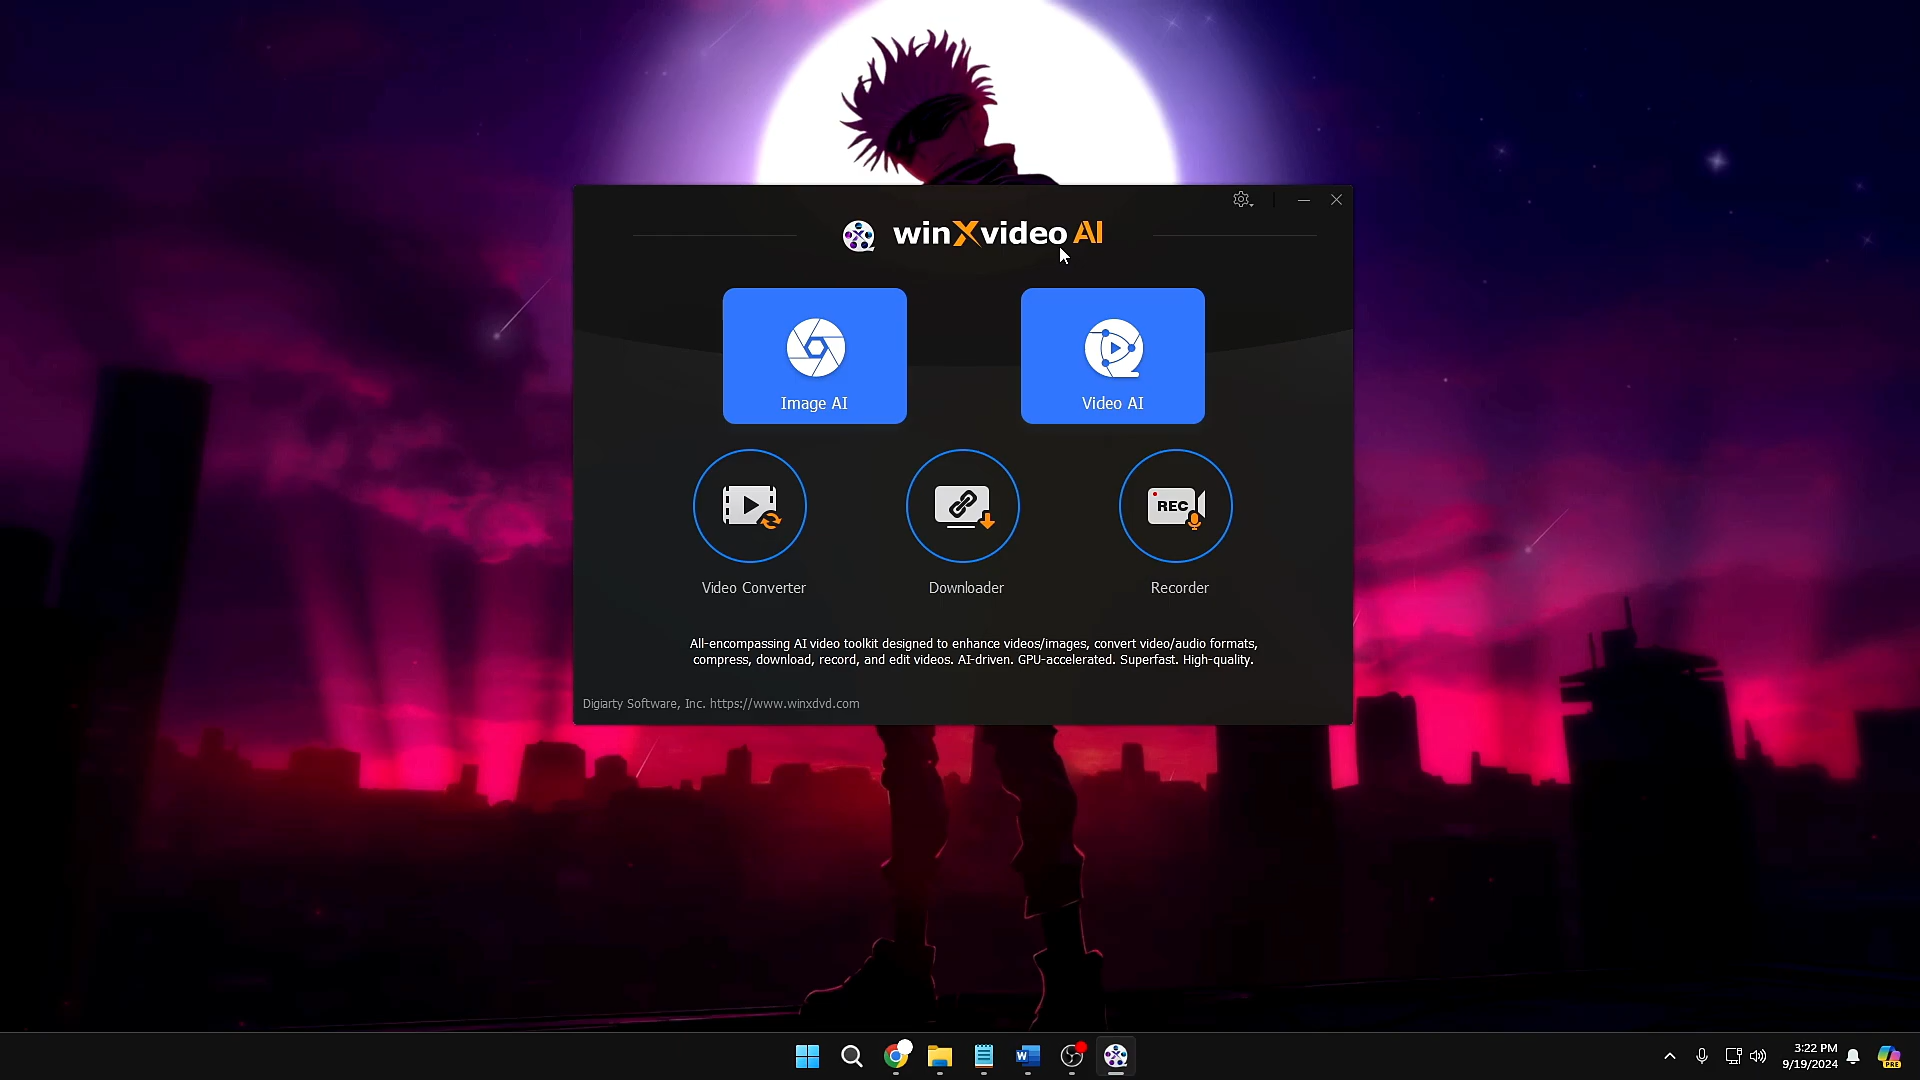 winXvideo AI
Image AI
Video AI
REC
Video Converter
Downloader
Recorder
All-encompassing AI video toolkit designed to enhance videos/images, convert video/audio formats,
compress, download, record, and edit videos. AI-driven. GPU-accelerated. Superfast. High-quality.
Digiarty Software, Inc. https://www.winxdvd.com
W
3:22 PM
9/19/2024
PRE